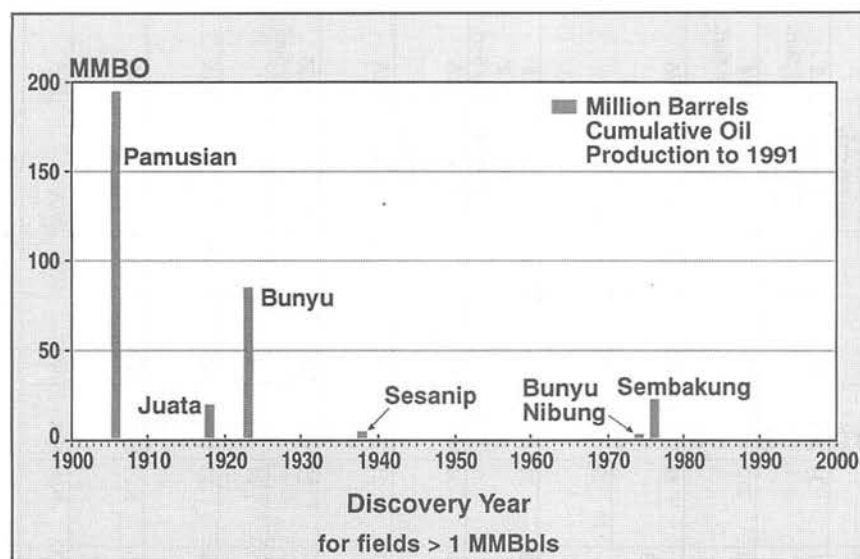 MMBO
200
150
100
50
0
Million Barrels
Cumulative Oil
Production to 1991
Pamusian
Juata
Bunyu
Sesanip
Bunyu
Nibung
Sembakung
1900 1910 1920 1930 1940 1950 1960 1970 1980 1990 2000
Discovery Year
for fields > 1 MMBbls